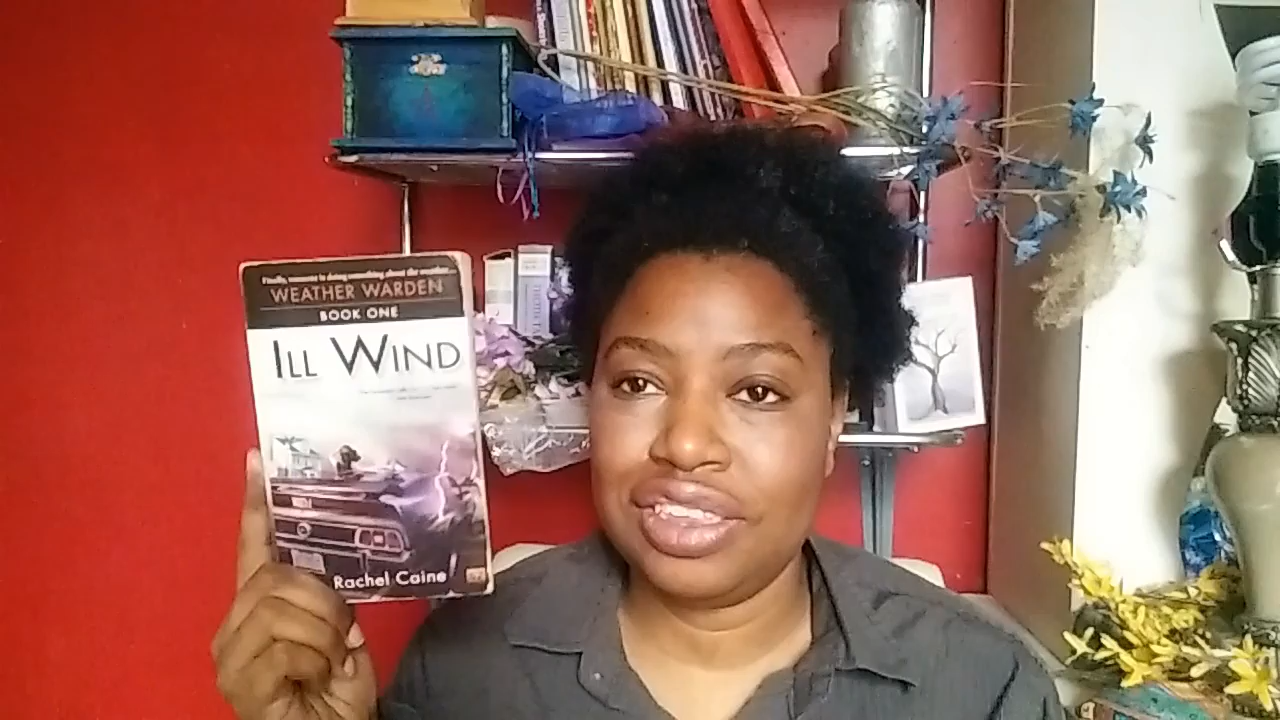 Finally, someone is doing something about the weather...
WEATHER WARDEN
BOOK ONE
ILL WIND
Rachel Caine